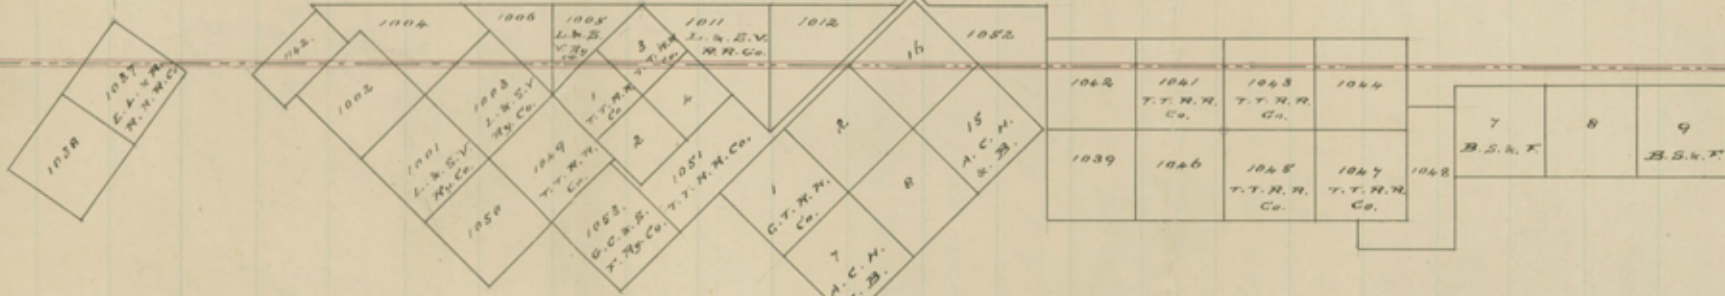 1037
E. L. & R.
R. R. R. Co.
1038
1142
1004
1002
1006
1003
L. & S. V.
Ry. Co.
1001
L. & S. V.
Ry. Co.
1050
1005
L. & S.
V. Ry
Co.
1049
T. T. R. R.
Co.
1053
G. C. & S.
F. Ry. Co.
3
T. T. R. R.
Co.
1
T. T. R. R.
Co.
4
2
1051
T. T. R. R. Co.
1011
L. & S. V.
R. R. Co.
1012
16
1052
2
15
A. C. H.
& B.
1
G. T. R. R.
Co.
8
7
A. C. H.
& B.
1042
1041
T. T. R. R.
Co.
1043
T. T. R. R.
Co.
1044
1039
1046
1045
T. T. R. R.
Co.
1047
T. T. R. R.
Co.
1048
7
B. S. & F.
8
9
B. S. & F.